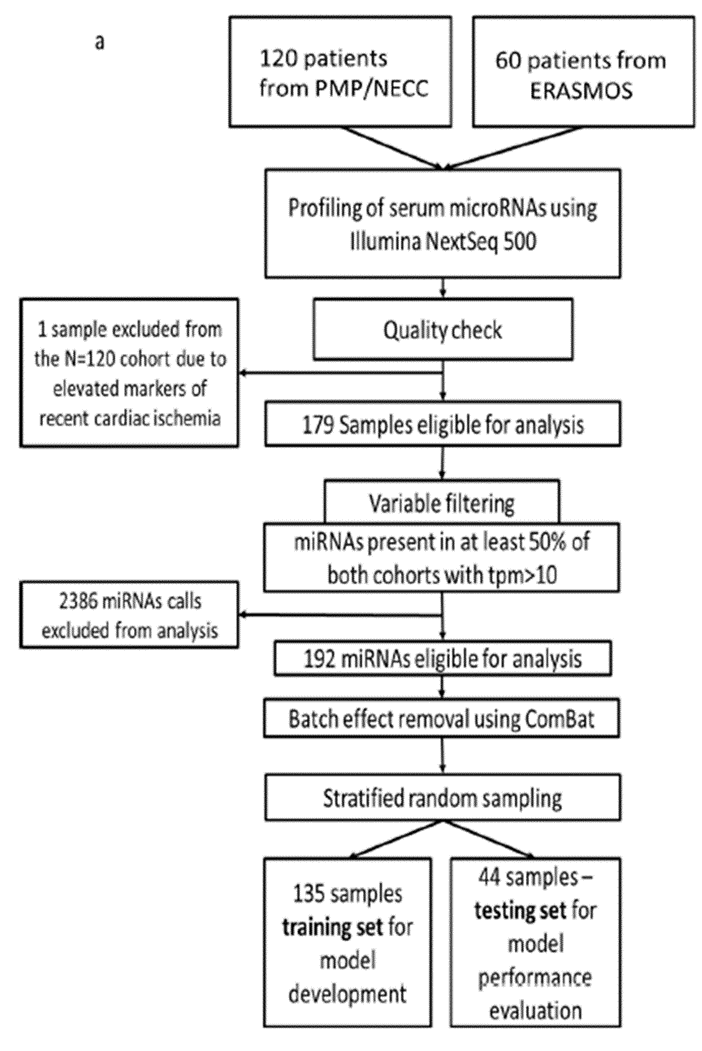 a
120 patients
from PMP/NECC
60 patients from
ERASMOS
Profiling of serum microRNAs using
Illumina NextSeq 500
Quality check
1 sample excluded from
the N=120 cohort due to
elevated markers of
recent cardiac ischemia
179 Samples eligible for analysis
Variable filtering
miRNAs present in at least 50% of
both cohorts with tpm>10
2386 miRNAs calls
excluded from analysis
192 miRNAs eligible for analysis
Batch effect removal using ComBat
Stratified random sampling
135 samples
training set for
model
development
44 samples –
testing set for
model
performance
evaluation